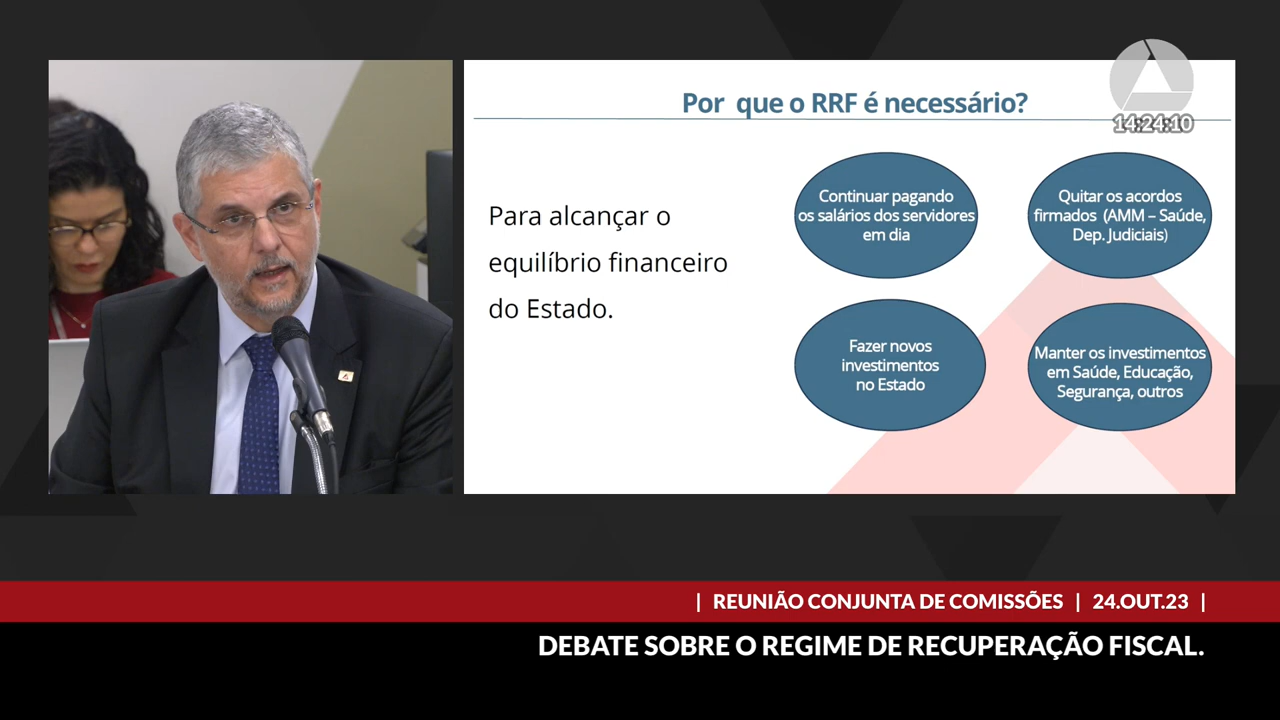 Por que o RRF é necessário?
14:24:10
Para alcançar o
equilíbrio financeiro
do Estado.
Continuar pagando
os salários dos servidores
em dia
Quitar os acordos
firmados (AMM – Saúde,
Dep. Judiciais)
Fazer novos
investimentos
no Estado
Manter os investimentos
em Saúde, Educação,
Segurança, outros
| REUNIÃO CONJUNTA DE COMISSÕES | 24.OUT.23 |
DEBATE SOBRE O REGIME DE RECUPERAÇÃO FISCAL.